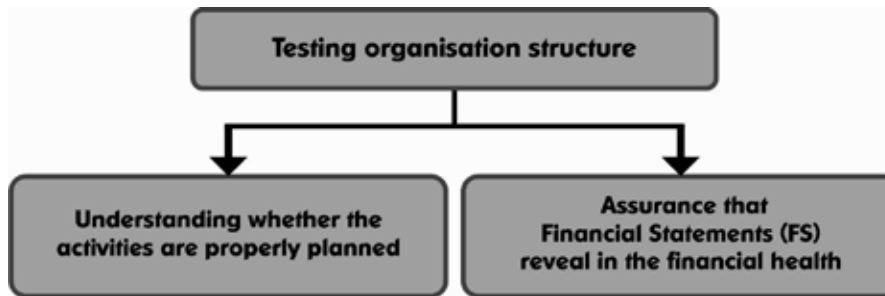 Testing organisation structure
Understanding whether the
activities are properly planned
Assurance that
Financial Statements (FS)
reveal in the financial health